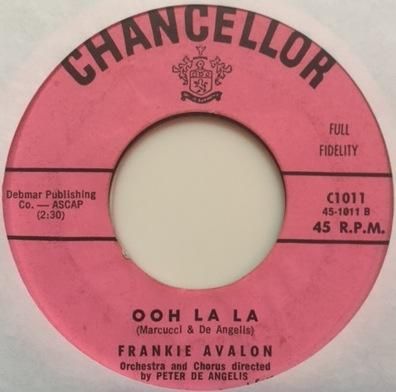 CHANCELLOR
FULL
FIDELITY
Debmar Publishing
Co. — ASCAP
(2:30)
C1011
45-1011 B
45 R.P.M.
OOH LA LA
(Marcucci & De Angelis)
FRANKIE AVALON
Orchestra and Chorus directed
by PETER DE ANGELIS